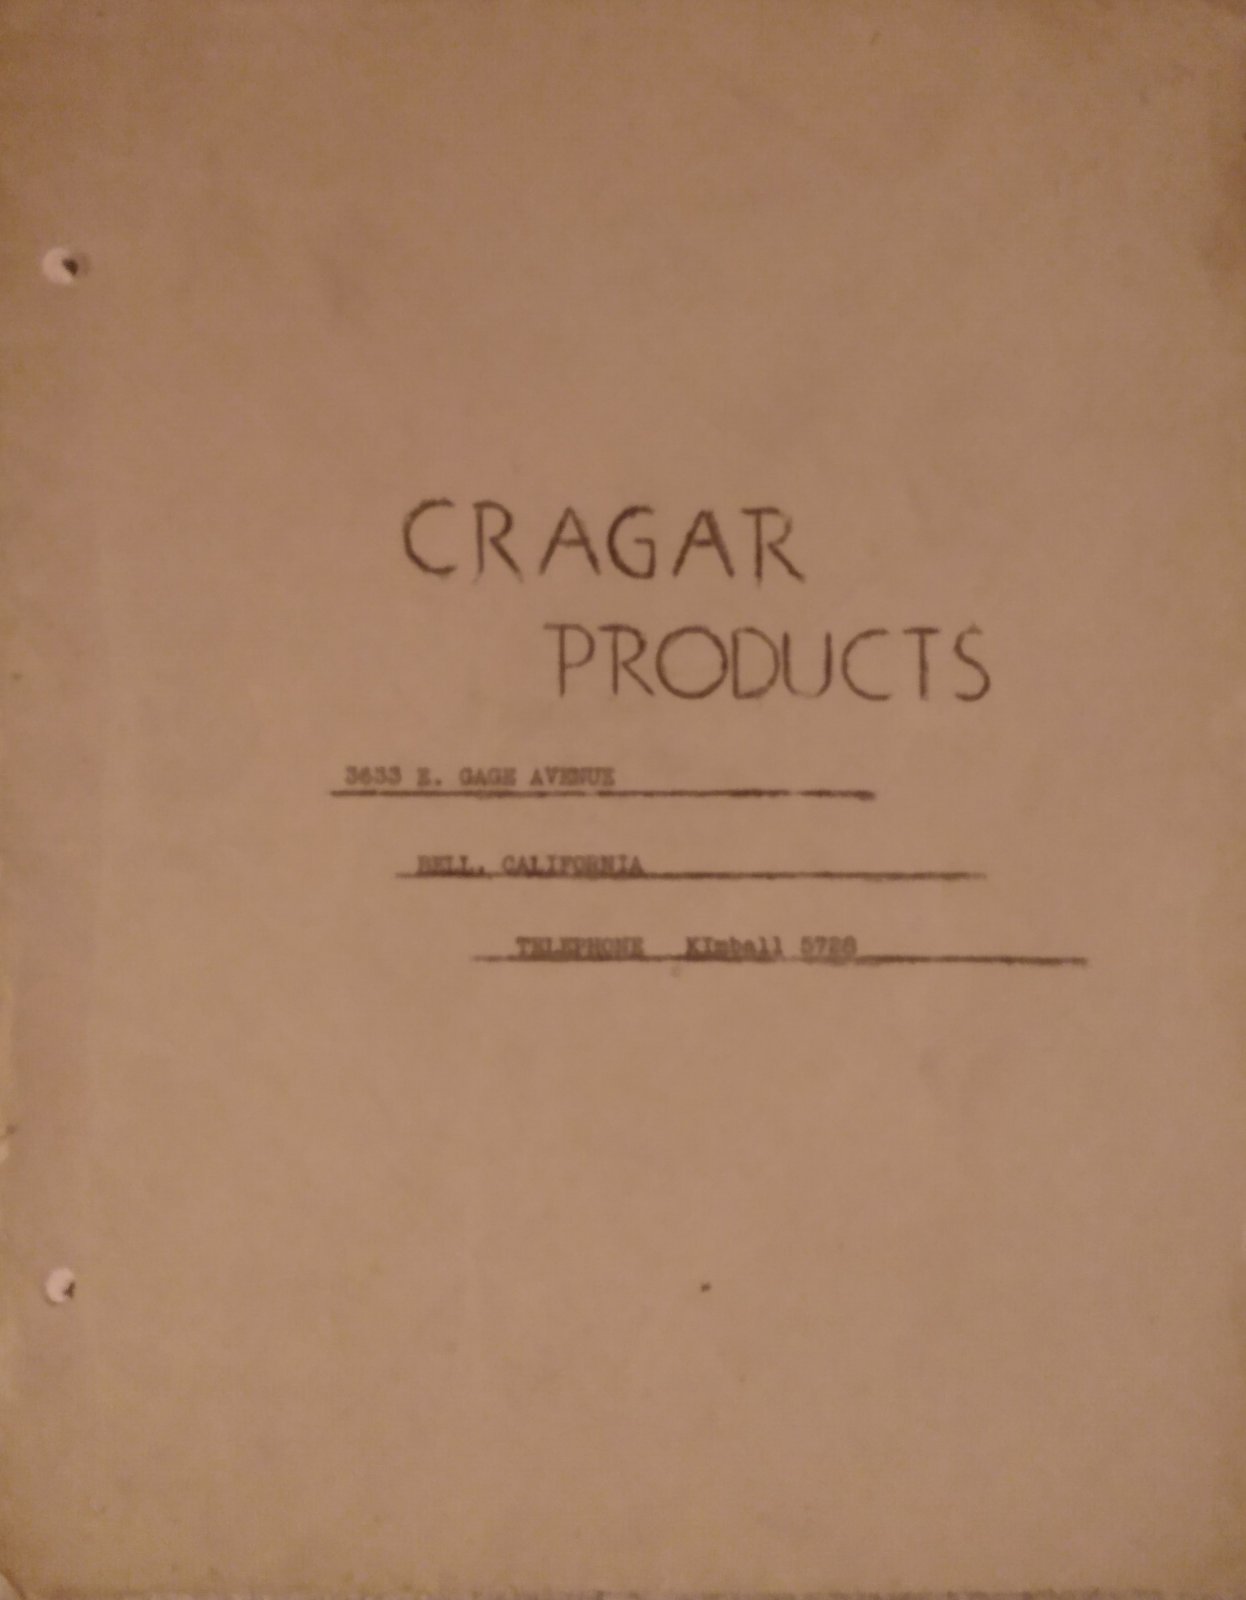 CRAGAR
PRODUCTS
3633 E. GAGE AVENUE
BELL, CALIFORNIA
TELEPHONE KImball 5728